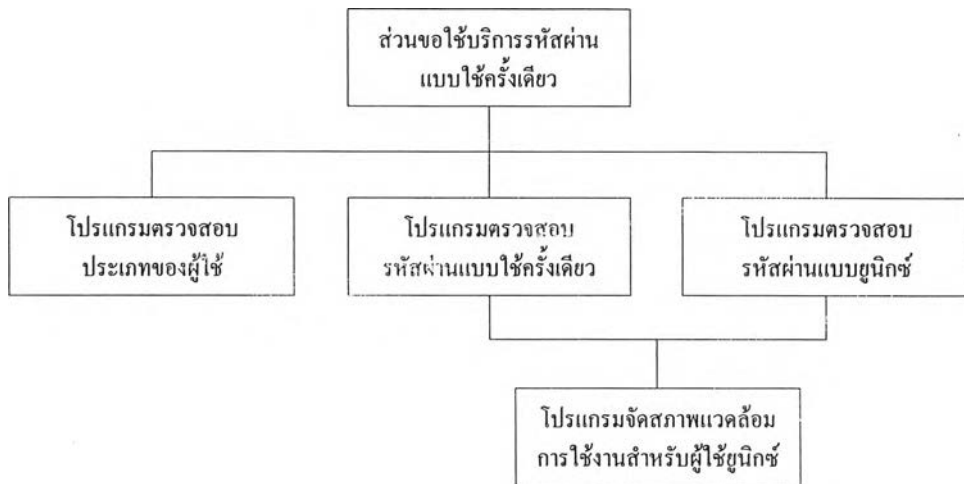 ส่วนขอใช้บริการรหัสผ่าน
แบบใช้ครั้งเดียว
โปรแกรมตรวจสอบ
ประเภทของผู้ใช้
โปรแกรมตรวจสอบ
รหัสผ่านแบบใช้ครั้งเดียว
โปรแกรมตรวจสอบ
รหัสผ่านแบบยูนิกซ์
โปรแกรมจัดสภาพแวดล้อม
การใช้งานสำหรับผู้ใช้ยูนิกซ์